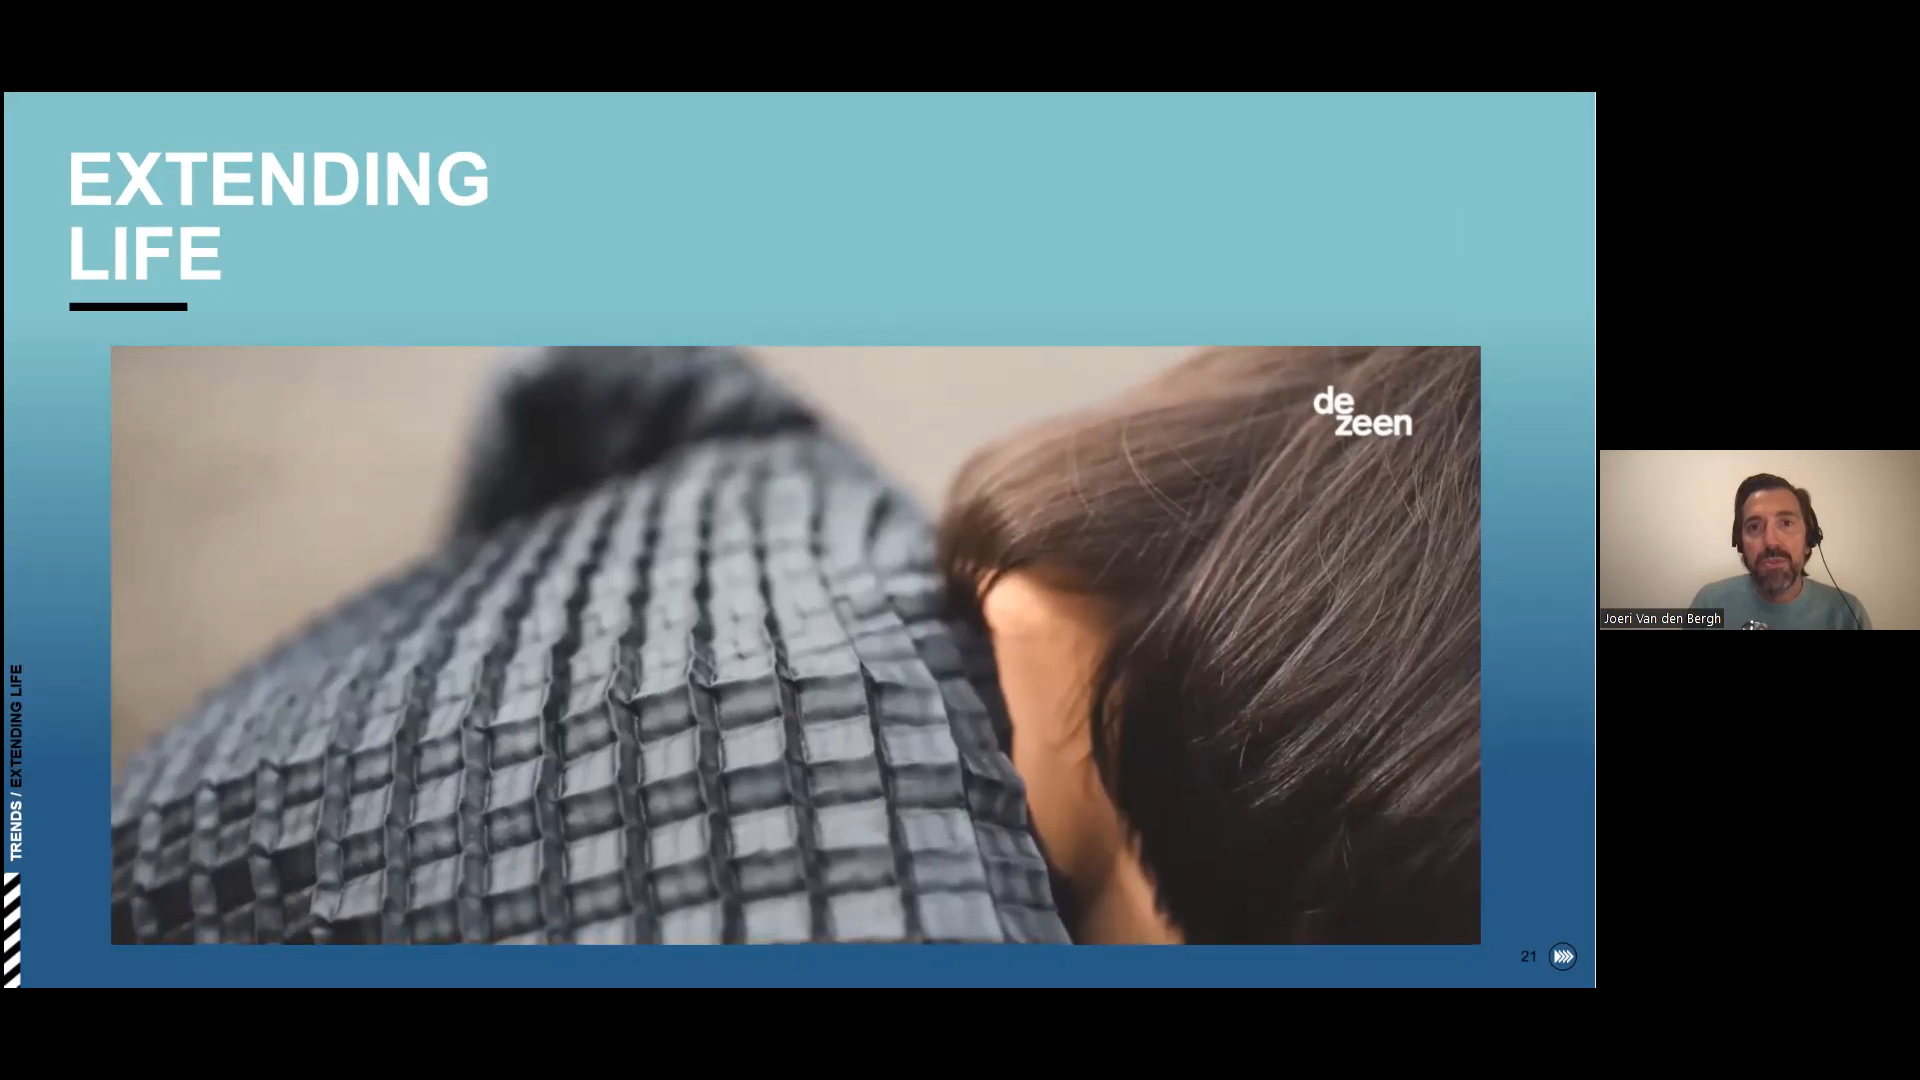 EXTENDING
LIFE
de
zeen
TRENDS / EXTENDING LIFE
21
Joeri Van den Bergh